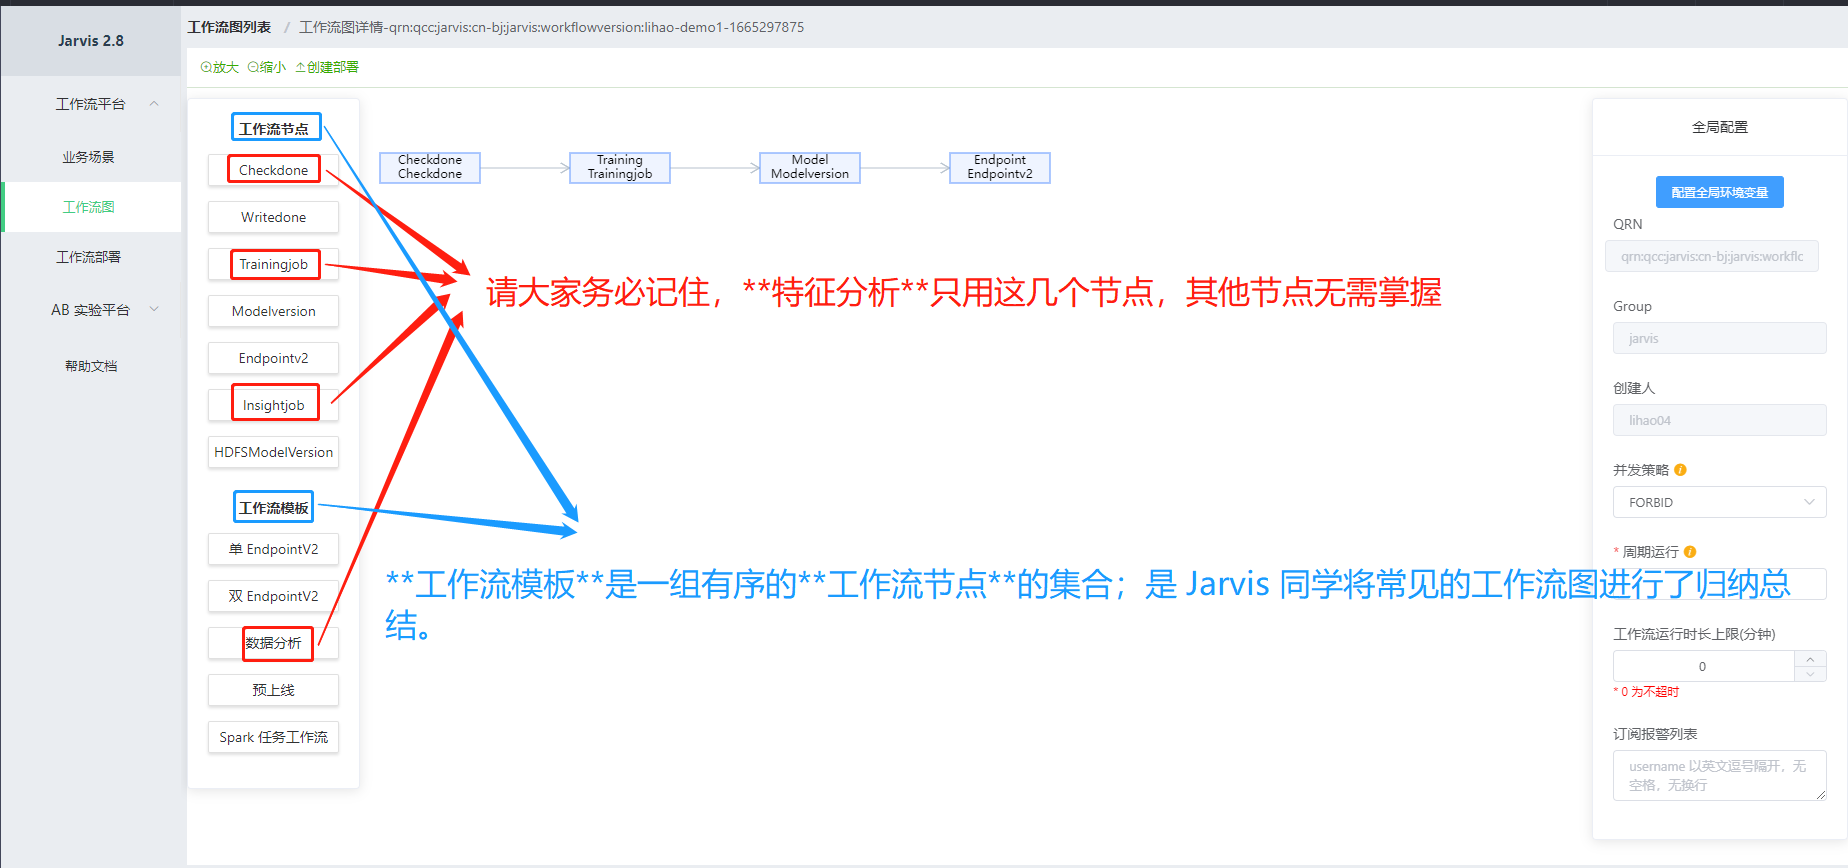 Jarvis 2.8
工作流平台
业务场景
工作流图
工作流部署
AB 实验平台
帮助文档
工作流图列表 / 工作流图详情-qrn:qcc:jarvis:cn-bj:jarvis:workflowversion:lihao-demo1-1665297875
放大 缩小 创建部署
工作流节点
Checkdone
Writedone
Trainingjob
Modelversion
Endpointv2
Insightjob
HDFSModelVersion
工作流模板
单 EndpointV2
双 EndpointV2
数据分析
预上线
Spark 任务工作流
Checkdone
Checkdone
Training
Trainingjob
Model
Modelversion
Endpoint
Endpointv2
请大家务必记住，**特征分析**只用这几个节点，其他节点无需掌握
**工作流模板**是一组有序的**工作流节点**的集合；是 Jarvis 同学将常见的工作流图进行了归纳总
结。
全局配置
配置全局环境变量
QRN
qrn:qcc:jarvis:cn-bj:jarvis:workflc
Group
jarvis
创建人
lihao04
并发策略
FORBID
* 周期运行
工作流运行时长上限(分钟)
0
* 0 为不超时
订阅报警列表
username 以英文逗号隔开，无
空格，无换行